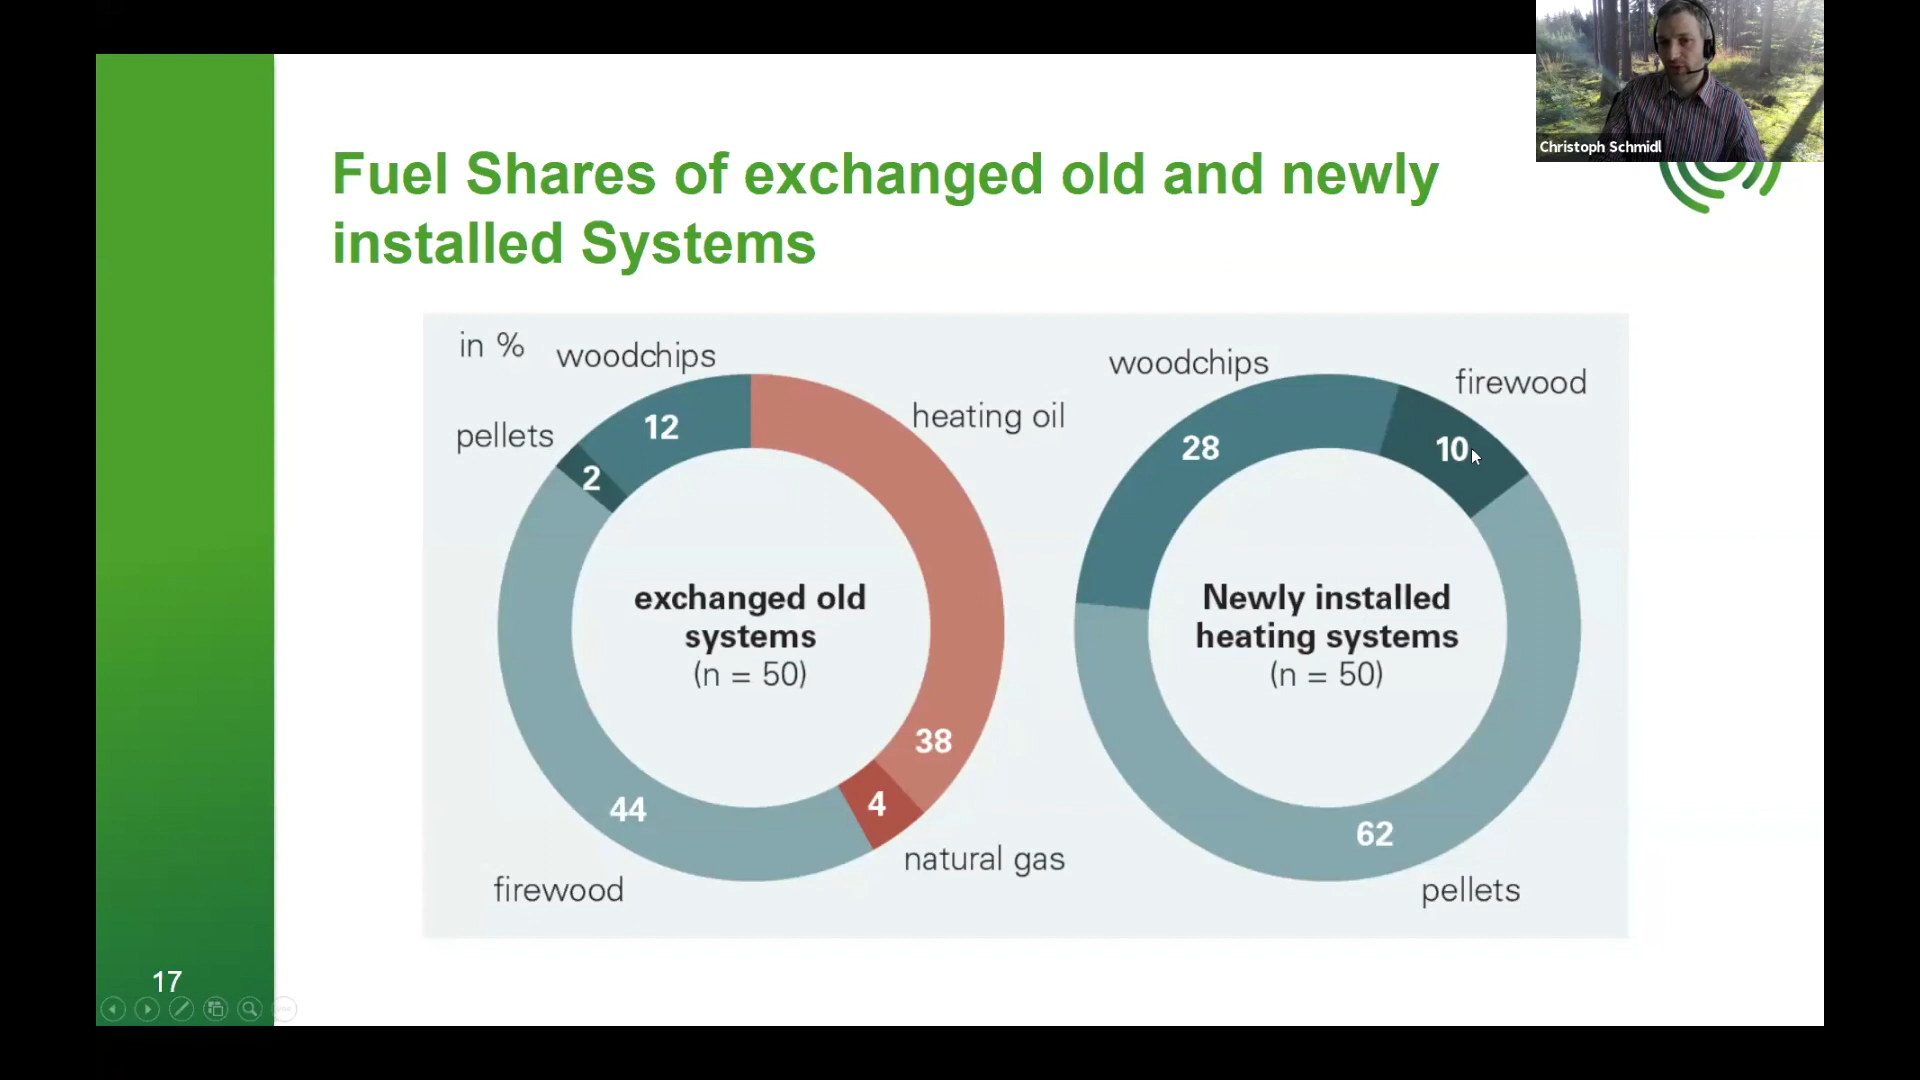 Christoph Schmidl
Fuel Shares of exchanged old and newly
installed Systems
in %
woodchips
pellets
heating oil
12
2
38
4
44
exchanged old
systems
(n = 50)
natural gas
firewood
woodchips
firewood
28
10
Newly installed
heating systems
(n = 50)
62
pellets
17